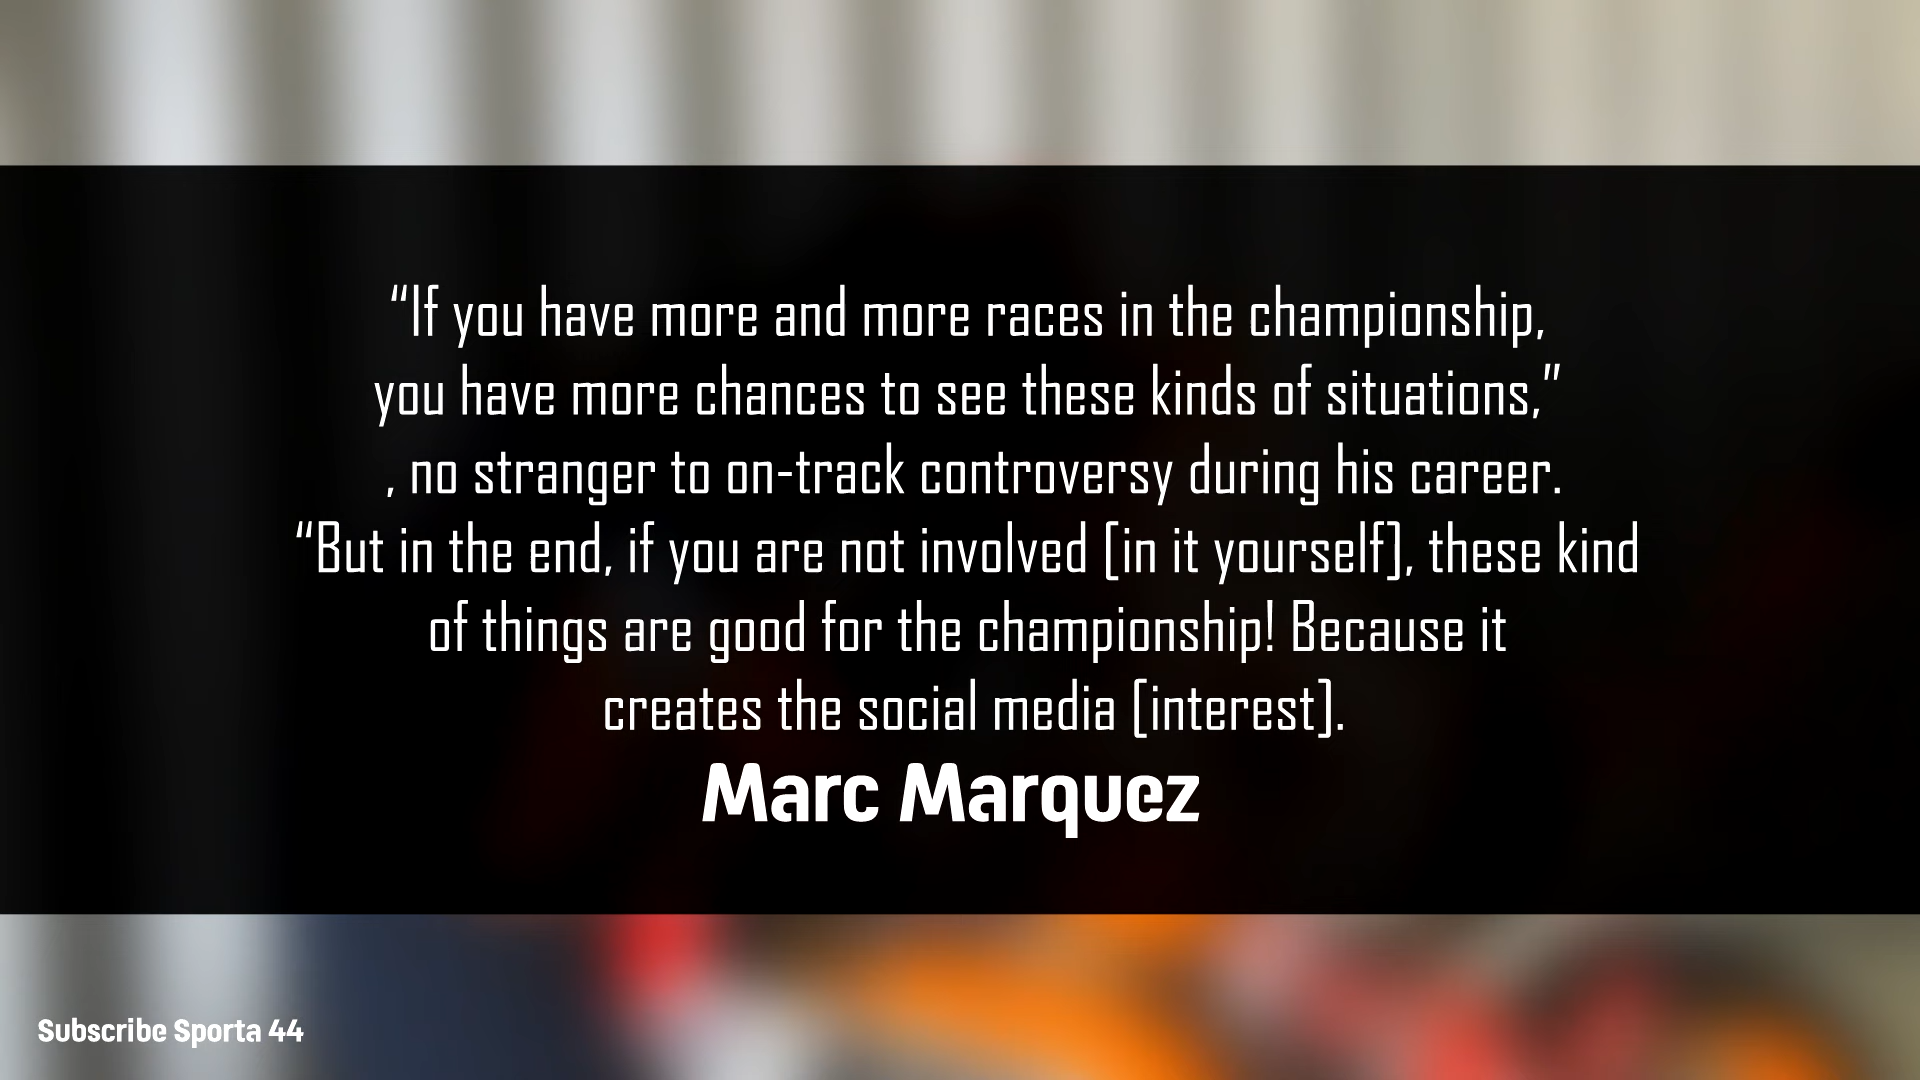 “If you have more and more races in the championship,
you have more chances to see these kinds of situations,”
, no stranger to on-track controversy during his career.
“But in the end, if you are not involved [in it yourself], these kind
of things are good for the championship! Because it
creates the social media [interest].
Marc Marquez
Subscribe Sporta 44